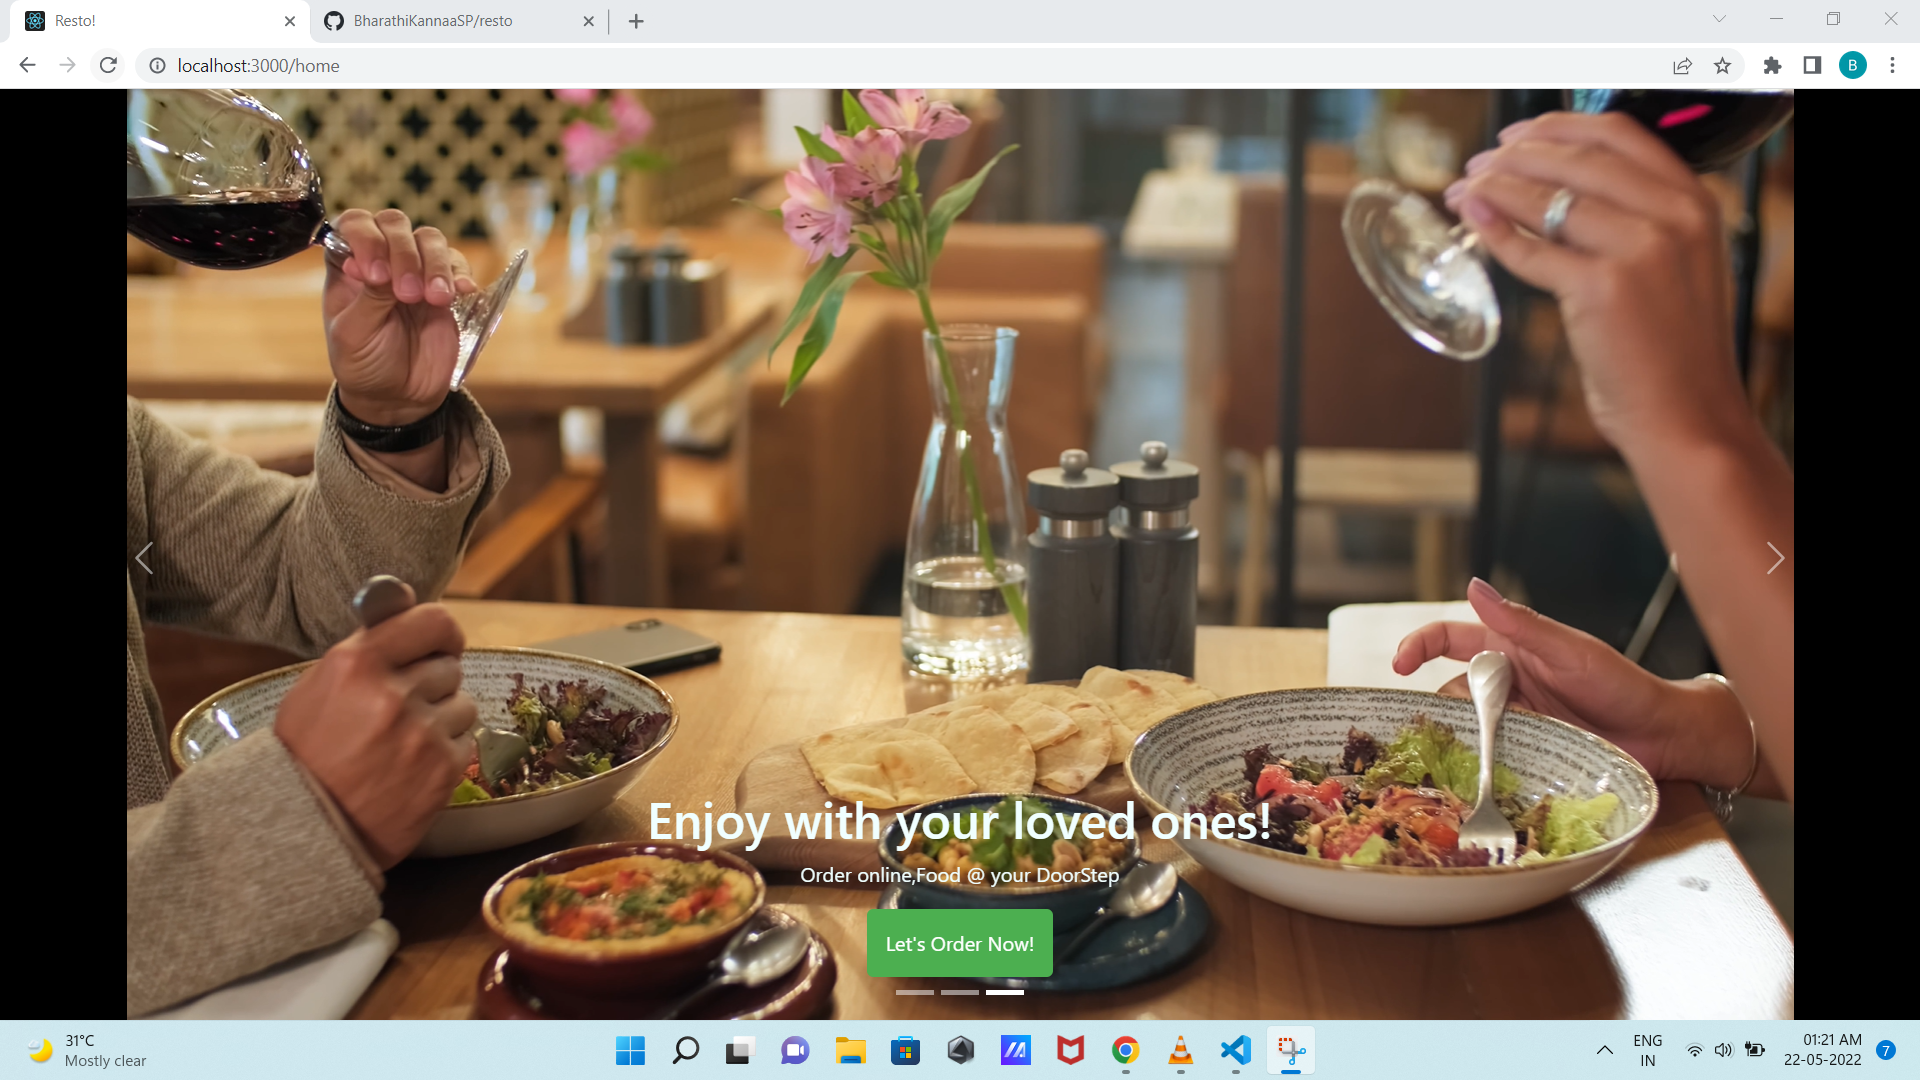 Resto!
BharathiKannaaSP/resto
localhost:3000/home
B
Enjoy with your loved ones!
Order online,Food @ your DoorStep
Let's Order Now!
31°C
Mostly clear
ENG
IN
01:21 AM
22-05-2022
7